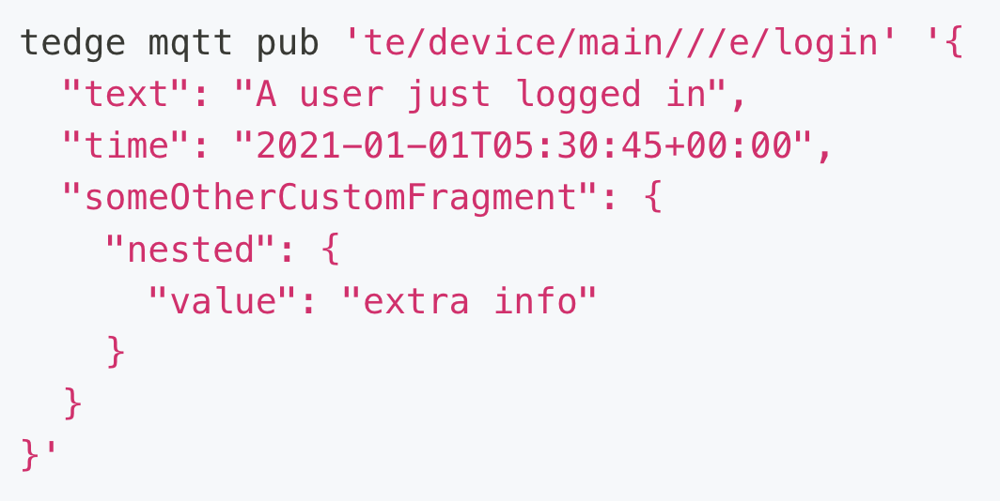 tedge mqtt pub 'te/device/main///e/login' '{
  "text": "A user just logged in",
  "time": "2021-01-01T05:30:45+00:00",
  "someOtherCustomFragment": {
    "nested": {
      "value": "extra info"
    }
  }
}'